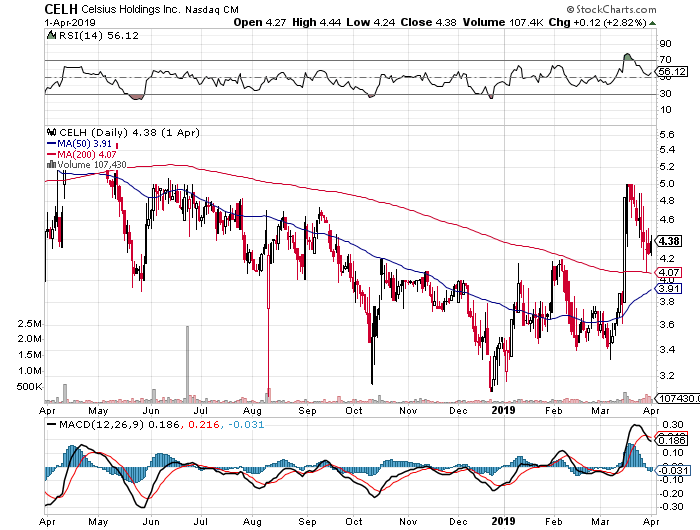 CELH Celsius Holdings Inc. Nasdaq CM
© StockCharts.com
1-Apr-2019
Open 4.27 High 4.44 Low 4.24 Close 4.38 Volume 107.4K Chg +0.12 (+2.82%)
RSI(14) 56.12
90
70
56.12
50
30
10
CELH (Daily) 4.38 (1 Apr)
MA(50) 3.91
MA(200) 4.07
Volume 107,430
5.6
5.4
5.2
5.0
4.8
4.6
4.38
4.2
4.07
4.0
3.91
3.8
3.6
3.4
3.2
2.5M
2.0M
1.5M
1.0M
500K
107430.0
Apr May Jun Jul Aug Sep Oct Nov Dec 2019 Feb Mar Apr
MACD(12,26,9) 0.186, 0.216, -0.031
0.30
0.186
0.10
-0.031
-0.10
-0.20
-0.30
Apr May Jun Jul Aug Sep Oct Nov Dec 2019 Feb Mar Apr